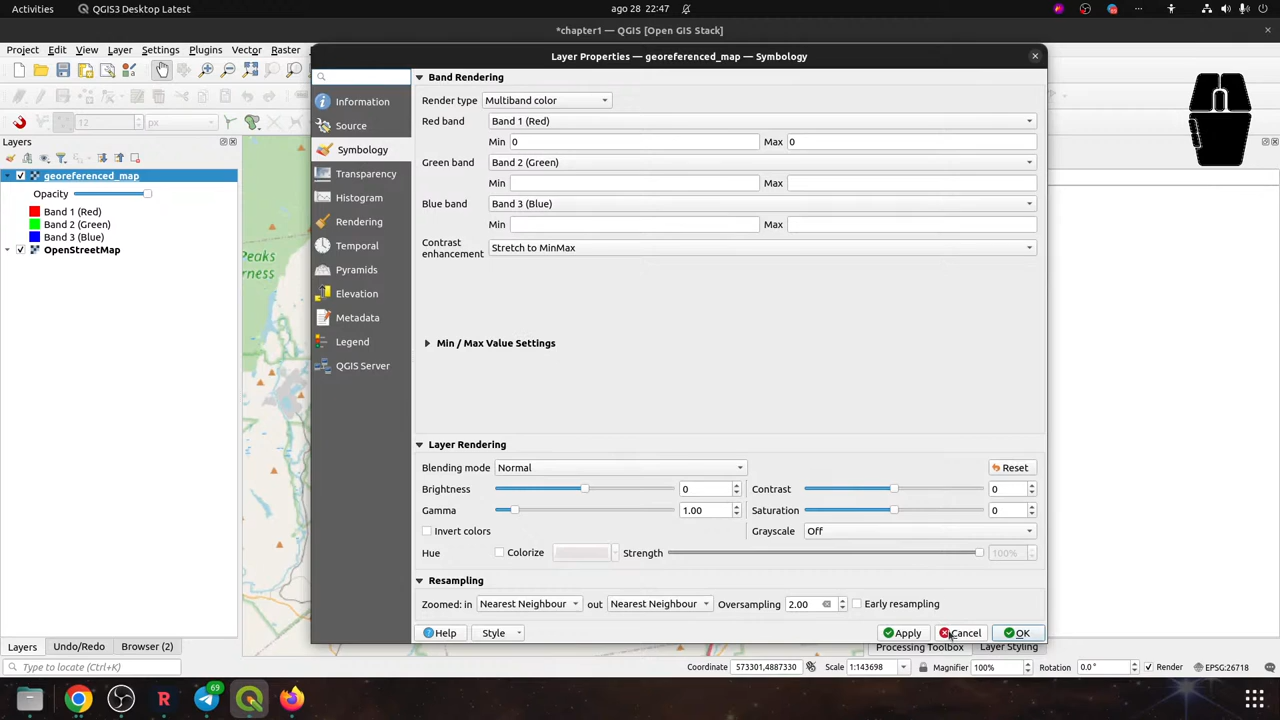 Activities
QGIS3 Desktop Latest
ago 28 22:47
*chapter1 — QGIS [Open GIS Stack]
Project Edit View Layer Settings Plugins Vector Raster
Layer Properties — georeferenced_map — Symbology
12 px
Layers
georeferenced_map
Opacity
Band 1 (Red)
Band 2 (Green)
Band 3 (Blue)
OpenStreetMap
Peaks
erness
Information
Source
Symbology
Transparency
Histogram
Rendering
Temporal
Pyramids
Elevation
Metadata
Legend
QGIS Server
Band Rendering
Render type Multiband color
Red band Band 1 (Red)
Min 0 Max 0
Green band Band 2 (Green)
Min Max
Blue band Band 3 (Blue)
Min Max
Contrast
enhancement Stretch to MinMax
Min / Max Value Settings
Layer Rendering
Blending mode Normal Reset
Brightness 0 Contrast 0
Gamma 1.00 Saturation 0
Invert colors Grayscale Off
Hue Colorize Strength 100%
Resampling
Zoomed: in Nearest Neighbour out Nearest Neighbour Oversampling 2.00 Early resampling
Help Style Apply Cancel OK
Layers Undo/Redo Browser (2)
Processing Toolbox Layer Styling
Type to locate (Ctrl+K)
Coordinate 573301,4887330 Scale 1:143698 Magnifier 100% Rotation 0.0 ° Render EPSG:26718
69